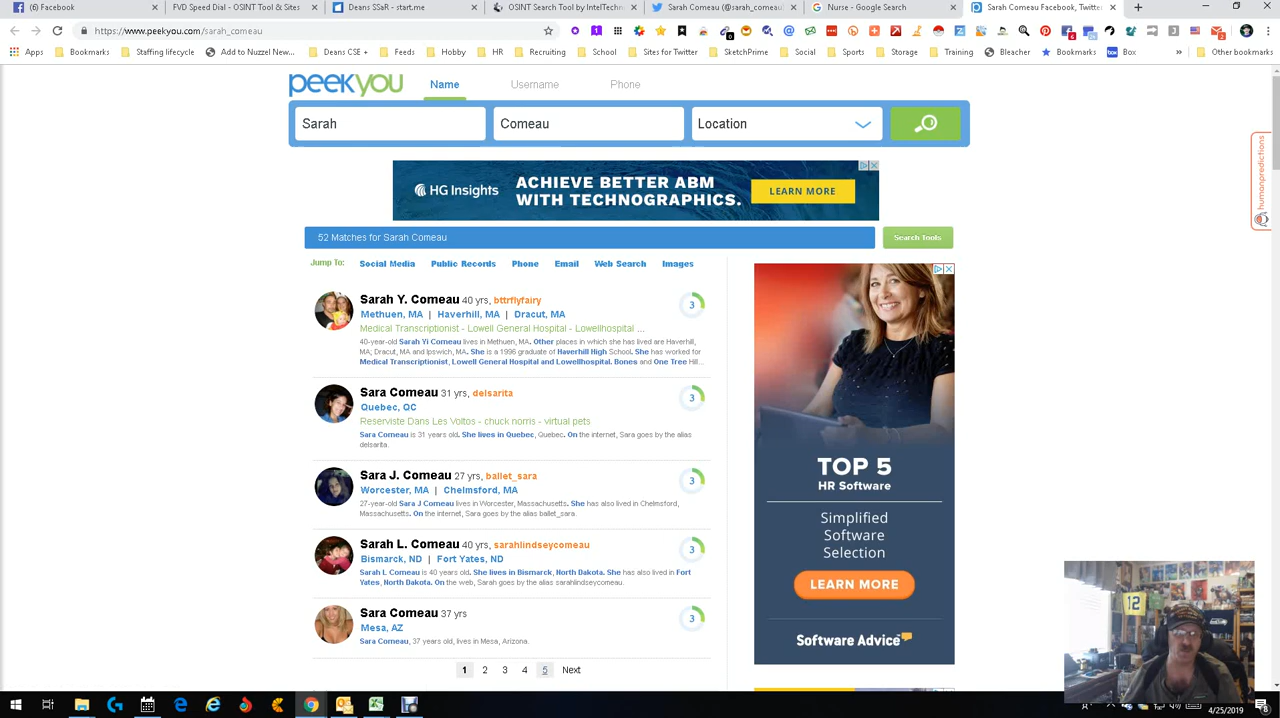 (6) Facebook
FVD Speed Dial - OSINT & Sites
Deans SSaR - start.me
OSINT Search Tool by IntelTechn
Sarah Comeau (@sarah_comeau
Nurse - Google Search
Sarah Comeau Facebook, Twitter
https://www.peekyou.com/sarah_comeau
Apps
Bookmarks
Staffing lifecycle
Add to Nuzzel New...
Deans CSE
Feeds
Hobby
HR
Recruiting
School
Sites for Twitter
SketchPrime
Social
Sports
Storage
Training
Bleacher
Bookmarks
Box
»
Other bookmarks
peekyou
Name
Username
Phone
Sarah
Comeau
Location
HG Insights
ACHIEVE BETTER ABM
WITH TECHNOGRAPHICS.
LEARN MORE
humanpredictions
52 Matches for Sarah Comeau
Search Tools
Jump To: Social Media Public Records Phone Email Web Search Images
Sarah Y. Comeau 40 yrs, bttrflyfairy
3
Methuen, MA | Haverhill, MA | Dracut, MA
Medical Transcriptionist - Lowell General Hospital - Lowellhospital ...
40-year-old Sarah Yi Comeau lives in Methuen, MA. Other places in which she has lived are Haverhill,
MA; Dracut, MA and Ipswich, MA. She is a 1996 graduate of Haverhill High School. She has worked for
Medical Transcriptionist, Lowell General Hospital and Lowellhospital. Bones and One Tree Hill...
Sara Comeau 31 yrs, delsarita
3
Quebec, QC
Reserviste Dans Les Voltos - chuck norris - virtual pets
Sara Comeau is 31 years old. She lives in Quebec, Quebec. On the internet, Sara goes by the alias
delsarita.
Sara J. Comeau 27 yrs, ballet_sara
3
Worcester, MA | Chelmsford, MA
27-year-old Sara J Comeau lives in Worcester, Massachusetts. She has also lived in Chelmsford,
Massachusetts. On the internet, Sara goes by the alias ballet_sara.
Sarah L. Comeau 40 yrs, sarahlindseycomeau
3
Bismarck, ND | Fort Yates, ND
Sarah L Comeau is 40 years old. She lives in Bismarck, North Dakota. She has also lived in Fort
Yates, North Dakota. On the web, Sarah goes by the alias sarahlindseycomeau.
Sara Comeau 37 yrs
3
Mesa, AZ
Sara Comeau, 37 years old, lives in Mesa, Arizona.
1 2 3 4 5 Next
TOP 5
HR Software
Simplified
Software
Selection
LEARN MORE
Software Advice
12
4/25/2019